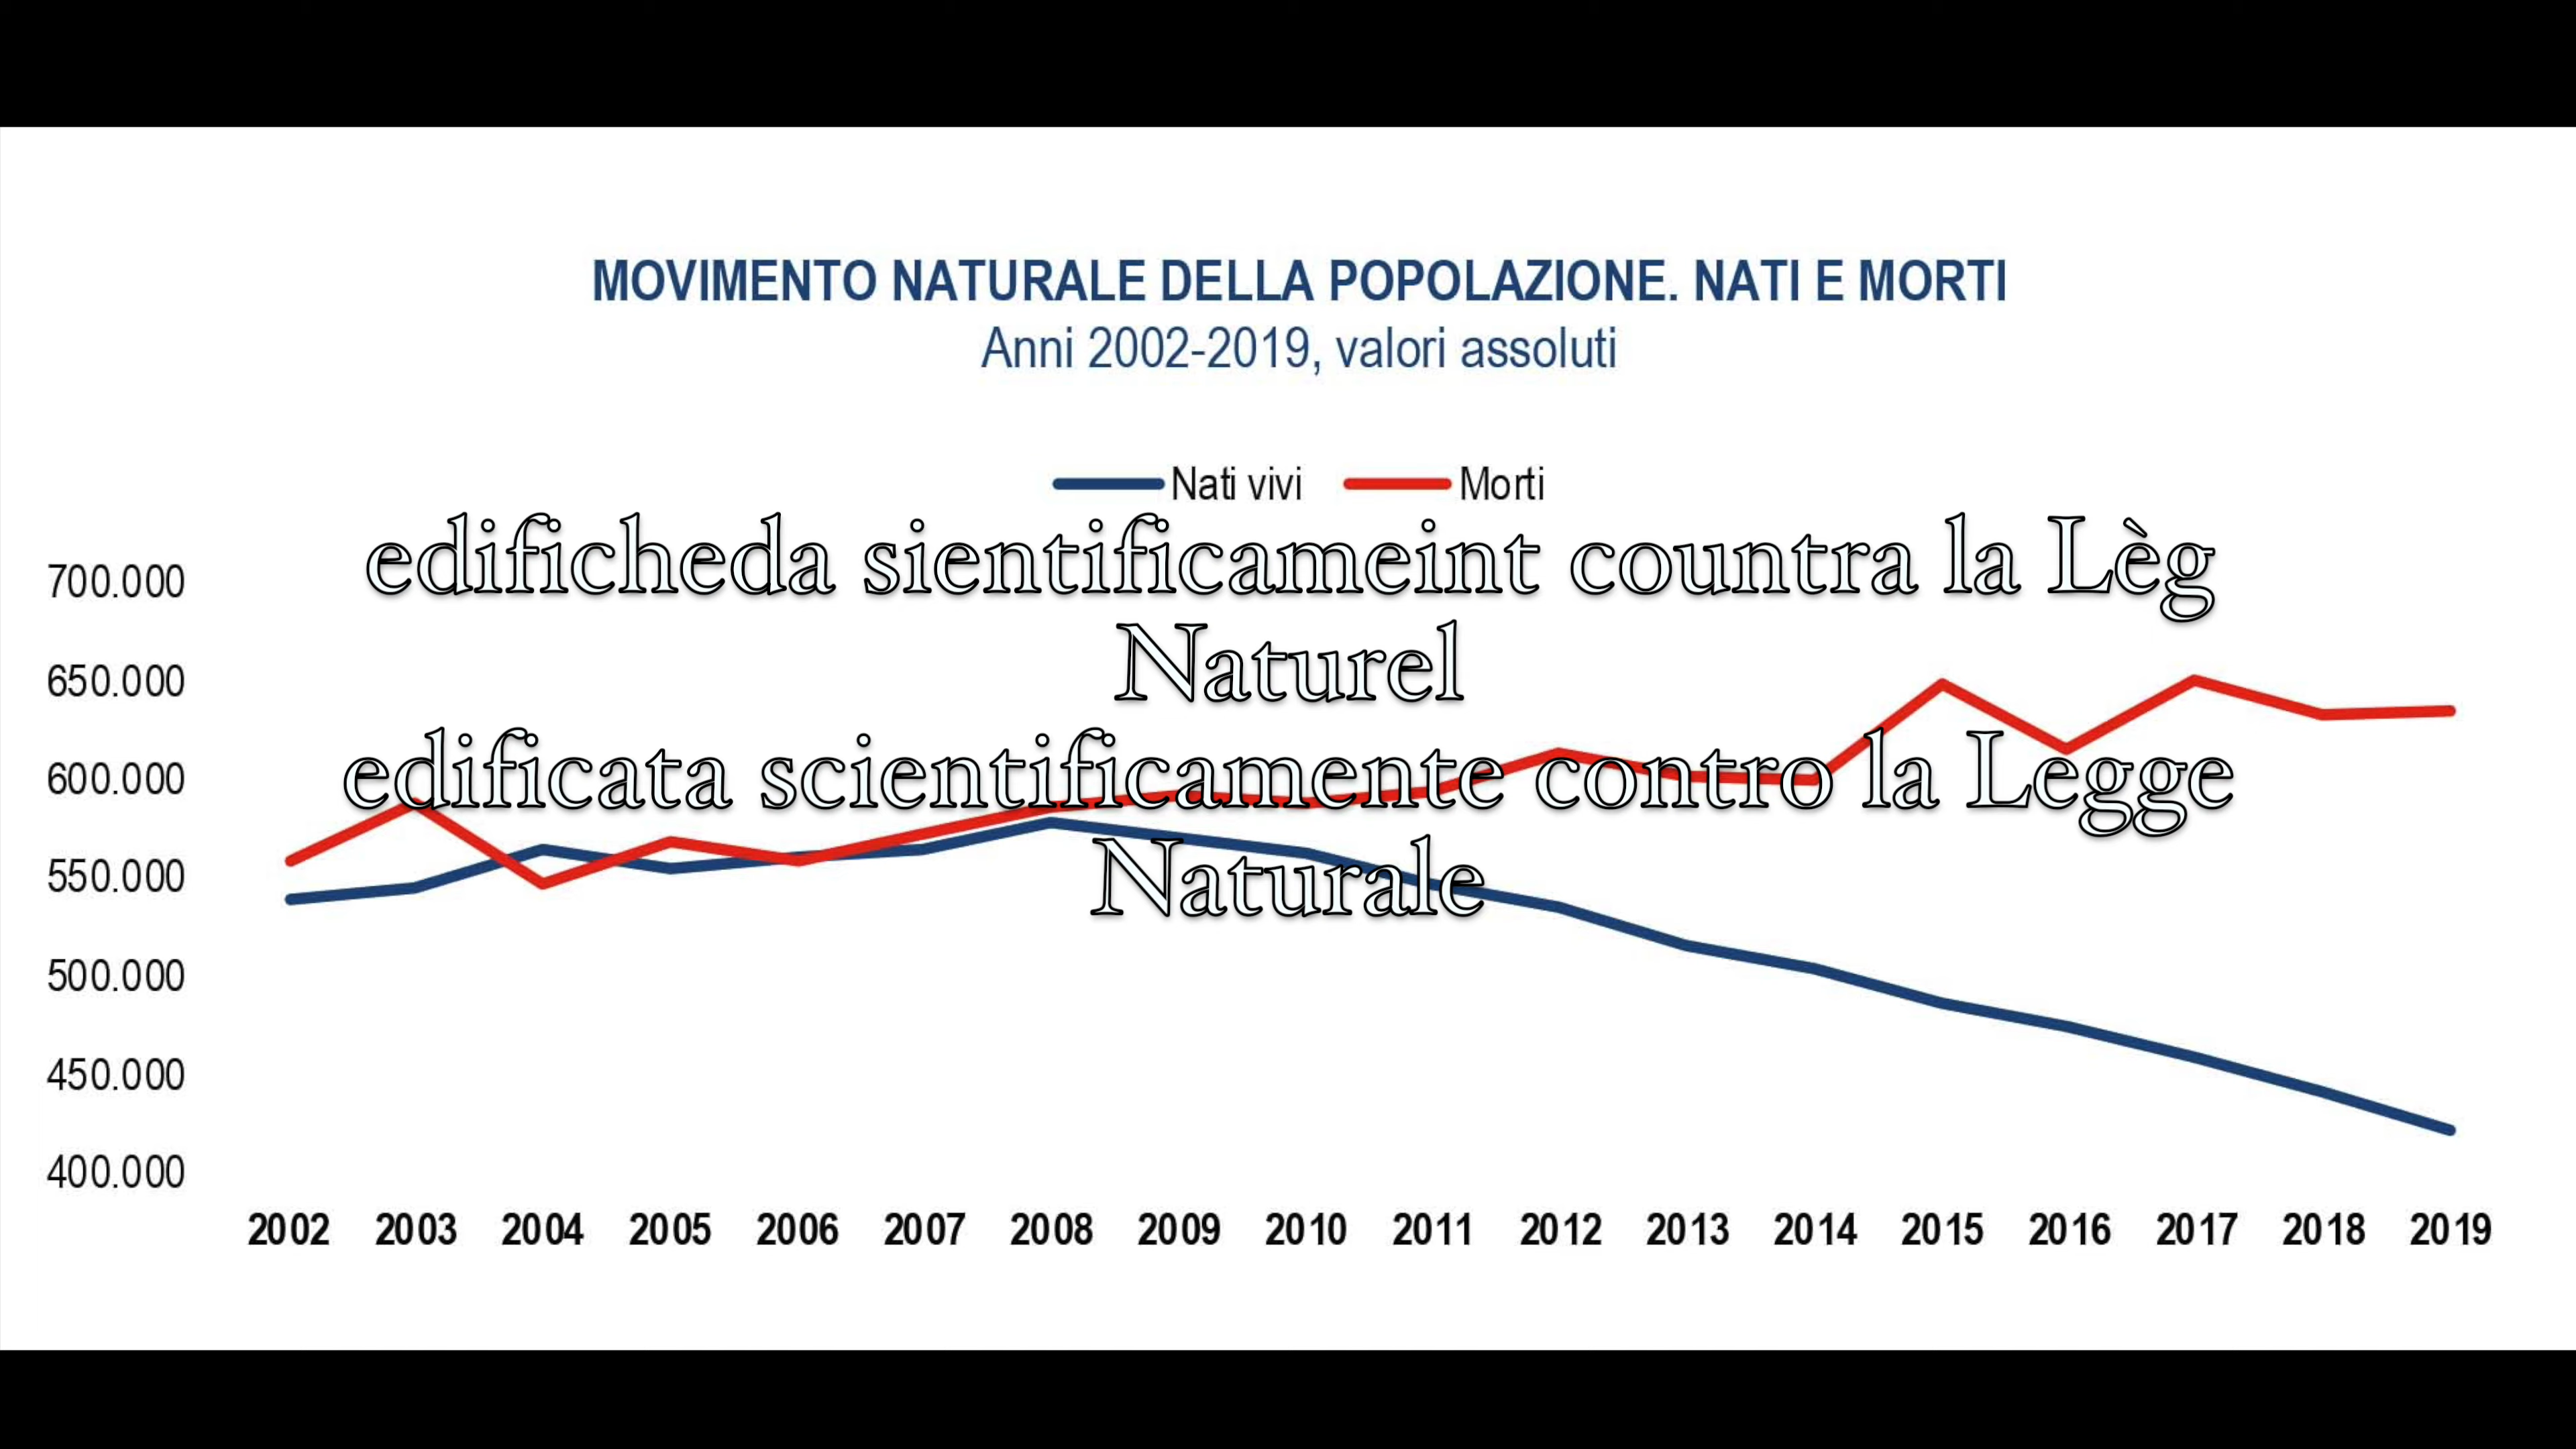 MOVIMENTO NATURALE DELLA POPOLAZIONE. NATI E MORTI
Anni 2002-2019, valori assoluti
Nati vivi Morti
edificheda sientificameint countra la Lèg
Naturel
edificata scientificamente contro la Legge
Naturale
700.000
650.000
600.000
550.000
500.000
450.000
400.000
2002 2003 2004 2005 2006 2007 2008 2009 2010 2011 2012 2013 2014 2015 2016 2017 2018 2019